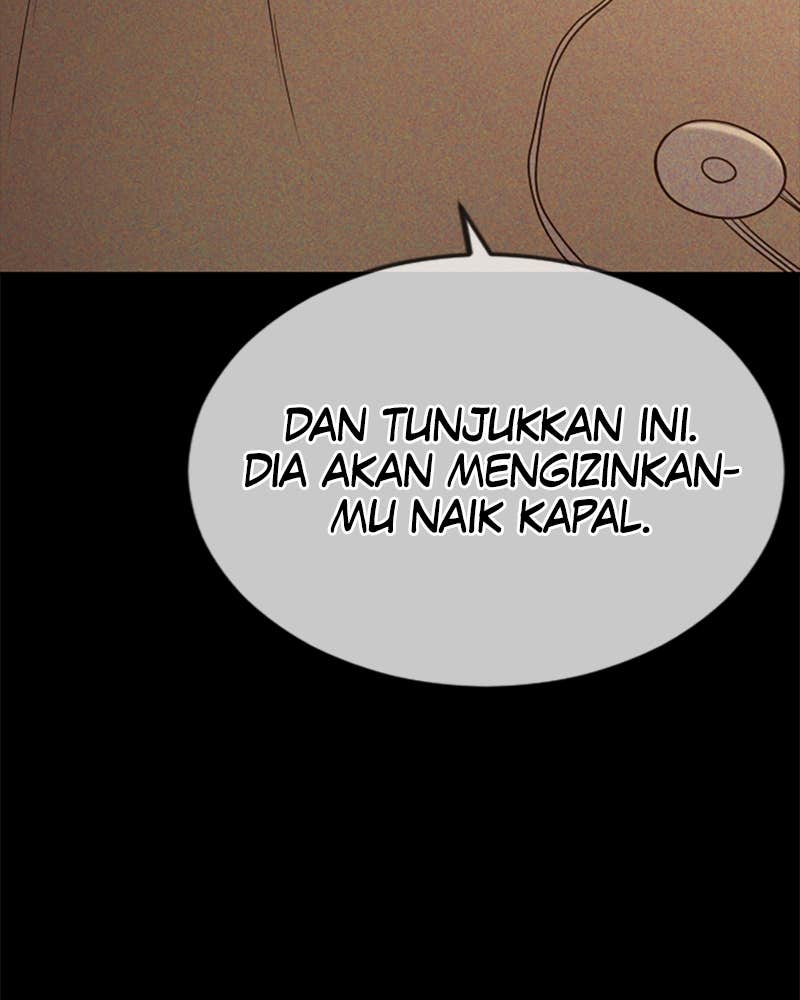 DAN TUNJUKKAN INI.
DIA AKAN MENGIZINKAN-
MU NAIK KAPAL.